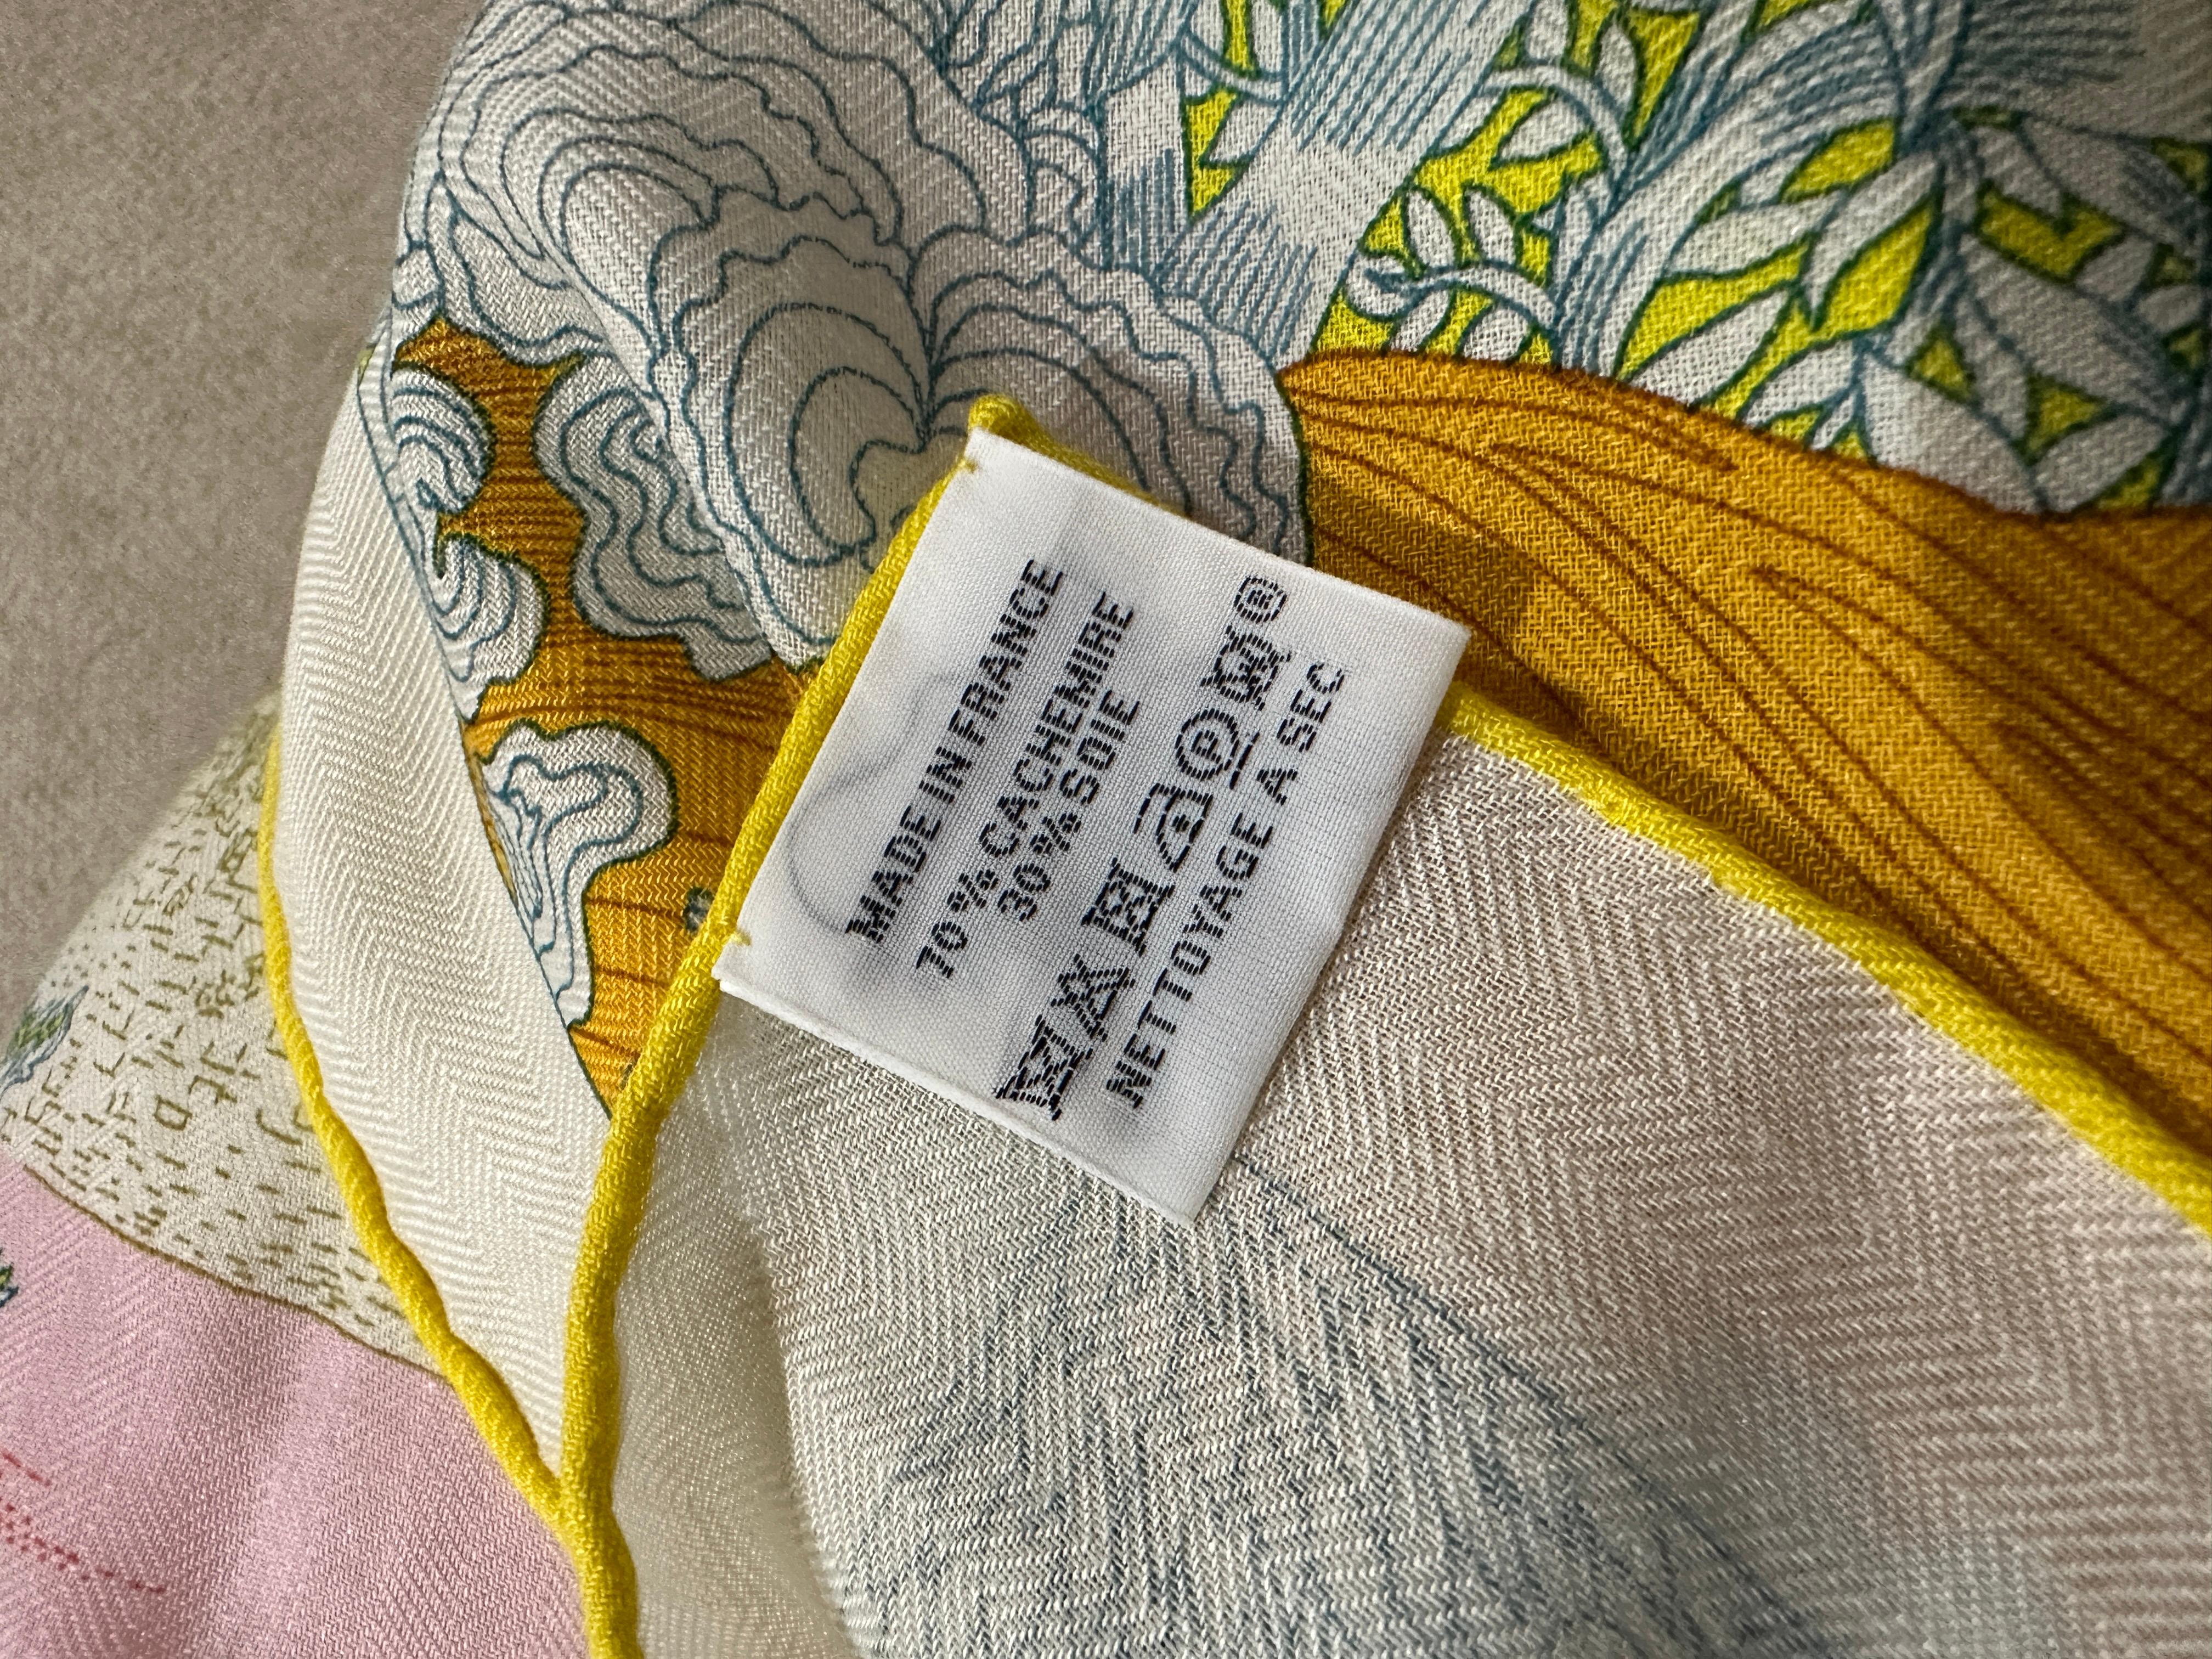 MADE IN FRANCE
70 % CACHEMIRE
30 % SOIE
P ®
NETTOYAGE A SEC